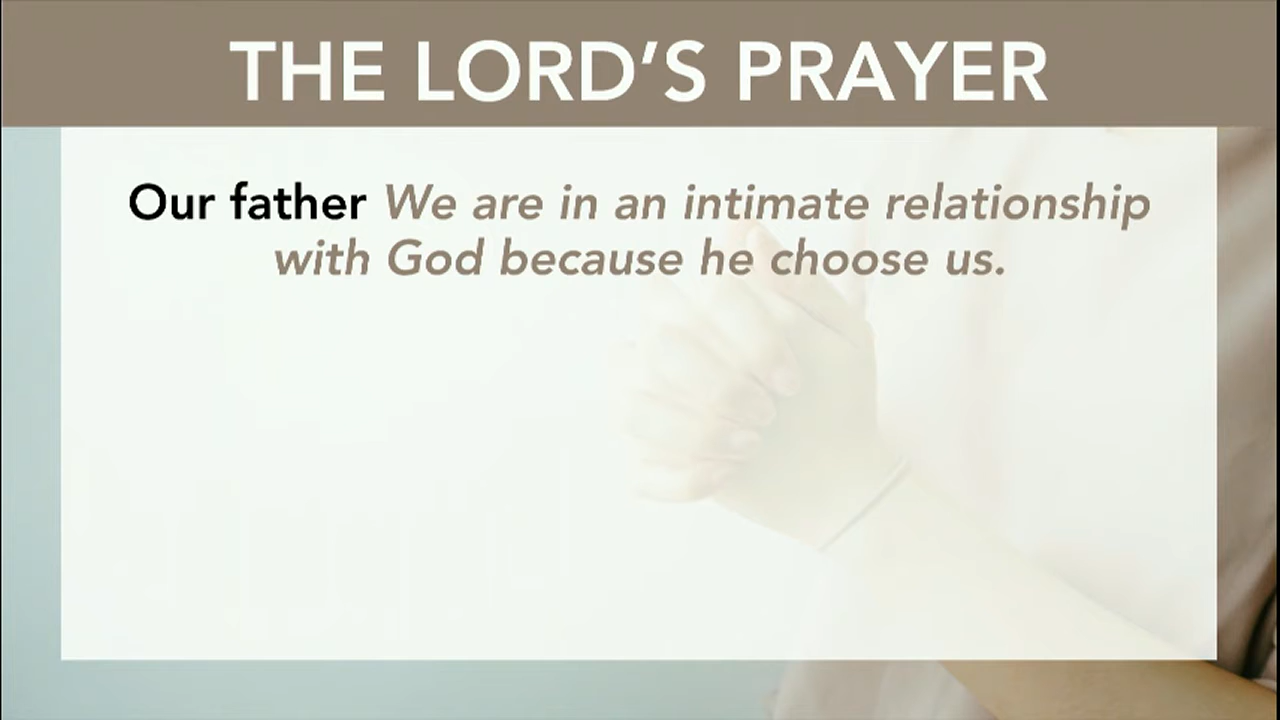 THE LORD’S PRAYER
Our father We are in an intimate relationship
with God because he choose us.